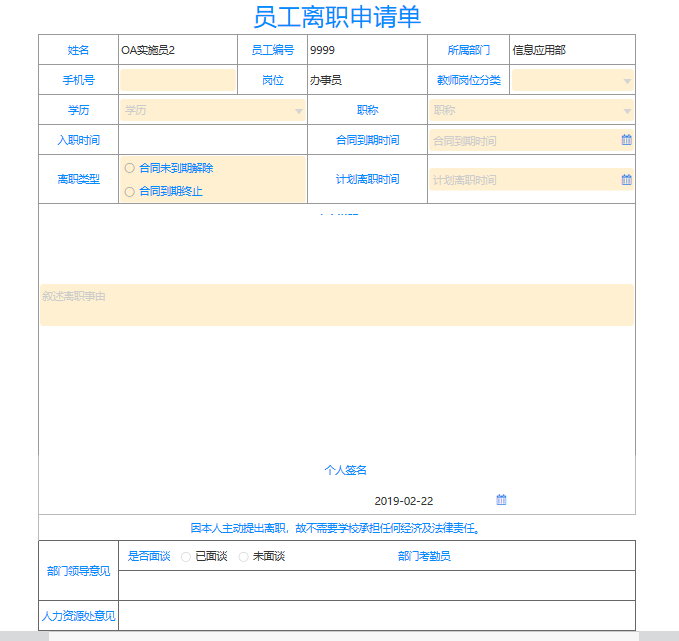 员工离职申请单
姓名 OA实施员2 员工编号 9999 所属部门 信息应用部
手机号 岗位 办事员 教师岗位分类
学历 学历 职称 职称
入职时间 合同到期时间 合同到期时间
离职类型 合同未到期解除 计划离职时间 计划离职时间
合同到期终止
叙述离职事由
个人签名
2019-02-22
因本人主动提出离职，故不需要学校承担任何经济及法律责任。
部门领导意见 是否面谈 已面谈 未面谈 部门考勤员
人力资源处意见